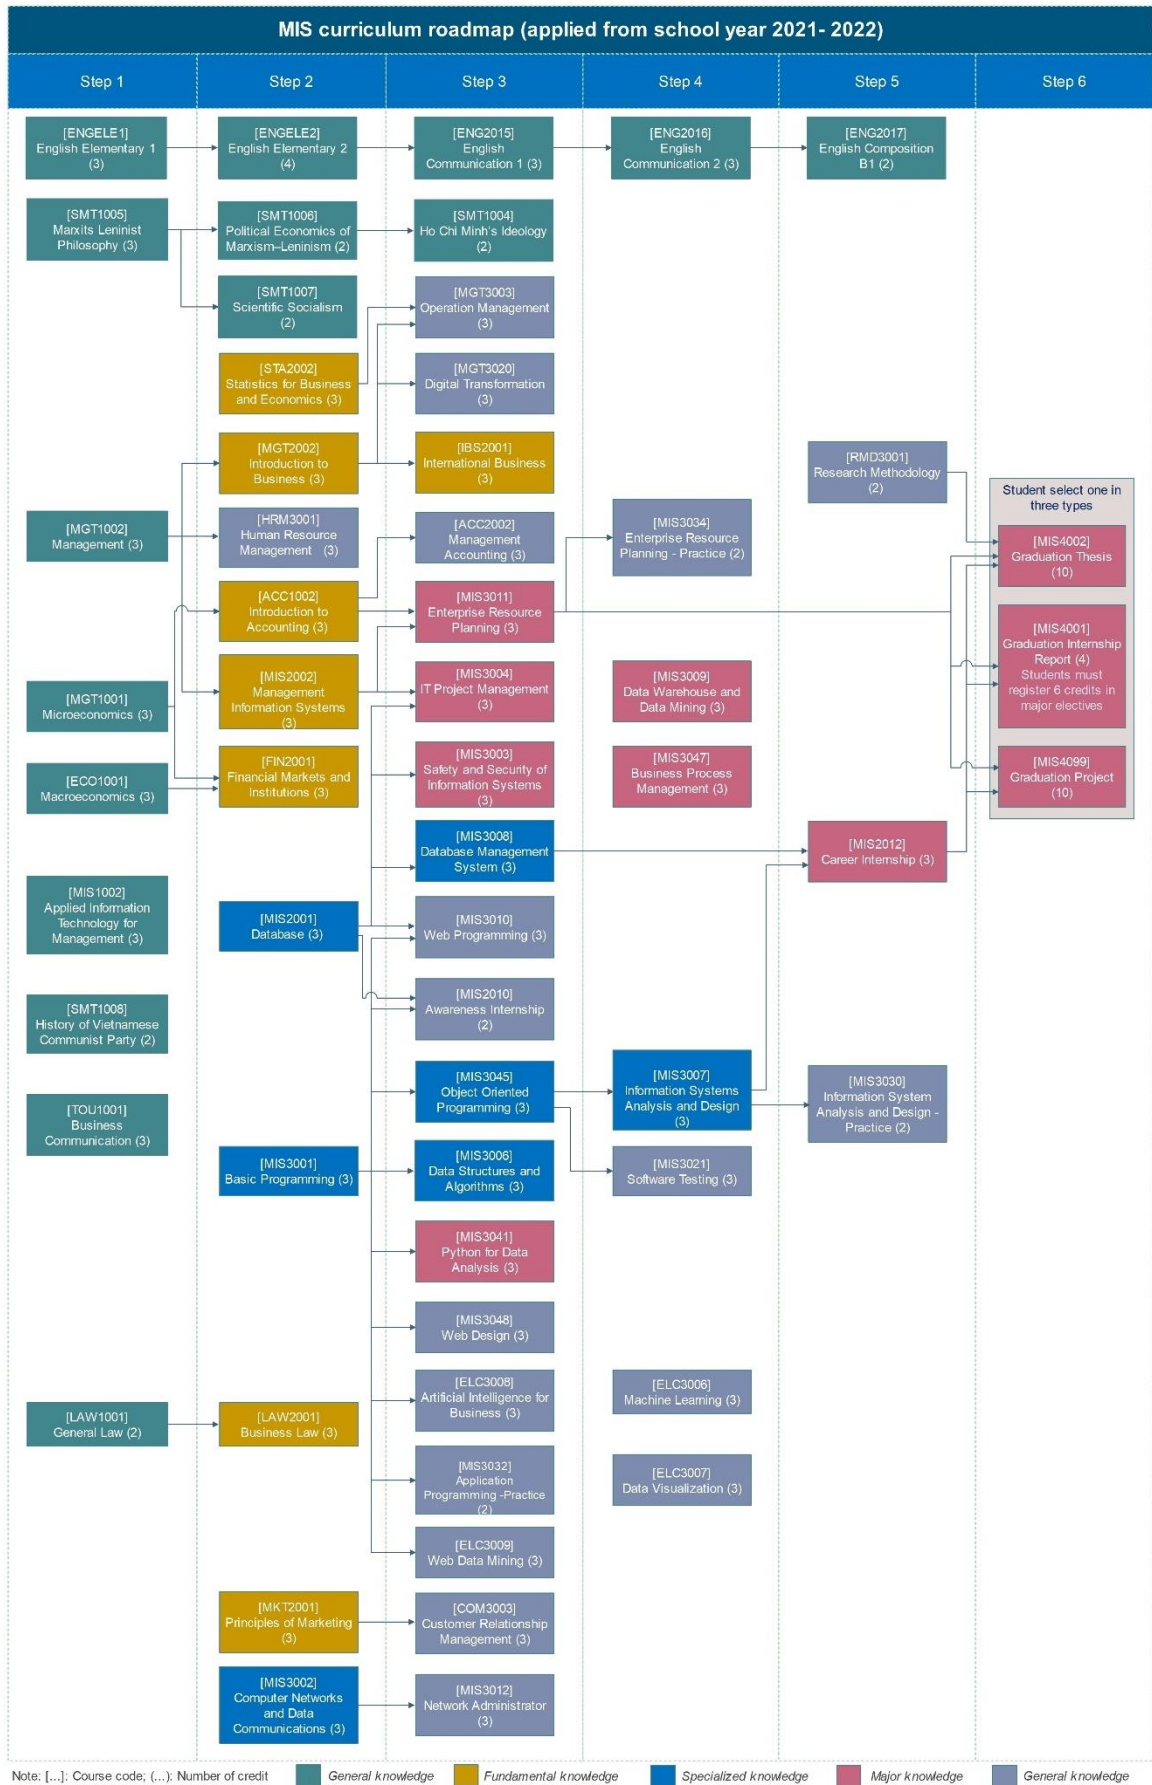 MIS curriculum roadmap (applied from school year 2021- 2022)
Step 1
Step 2
Step 3
Step 4
Step 5
Step 6
[ENGELE1]
English Elementary 1
(3)
[ENGELE2]
English Elementary 2
(4)
[ENG2015]
English
Communication 1 (3)
[ENG2016]
English
Communication 2 (3)
[ENG2017]
English Composition
B1 (2)
[SMT1005]
Marxits Leninist
Philosophy (3)
[SMT1006]
Political Economics of
Marxism–Leninism (2)
[SMT1004]
Ho Chi Minh's Ideology
(2)
[SMT1007]
Scientific Socialism
(2)
[MGT3003]
Operation Management
(3)
[STA2002]
Statistics for Business
and Economics (3)
[MGT3020]
Digital Transformation
(3)
[MGT2002]
Introduction to
Business (3)
[IBS2001]
International Business
(3)
[RMD3001]
Research Methodology
(2)
Student select one in
three types
[MGT1002]
Management (3)
[HRM3001]
Human Resource
Management (3)
[ACC2002]
Management
Accounting (3)
[MIS3034]
Enterprise Resource
Planning - Practice (2)
[MIS4002]
Graduation Thesis
(10)
[ACC1002]
Introduction to
Accounting (3)
[MIS3011]
Enterprise Resource
Planning (3)
[MIS4001]
Graduation Internship
Report (4)
Students must
register 6 credits in
major electives
[MGT1001]
Microeconomics (3)
[MIS2002]
Management
Information Systems
(3)
[MIS3004]
IT Project Management
(3)
[MIS3009]
Data Warehouse and
Data Mining (3)
[ECO1001]
Macroeconomics (3)
[FIN2001]
Financial Markets and
Institutions (3)
[MIS3003]
Safety and Security of
Information Systems
(3)
[MIS3047]
Business Process
Management (3)
[MIS4099]
Graduation Project
(10)
[MIS3008]
Database Management
System (3)
[MIS2012]
Career Internship (3)
[MIS1002]
Applied Information
Technology for
Management (3)
[MIS2001]
Database (3)
[MIS3010]
Web Programming (3)
[SMT1008]
History of Vietnamese
Communist Party (2)
[MIS2010]
Awareness Internship
(2)
[TOU1001]
Business
Communication (3)
[MIS3045]
Object Oriented
Programming (3)
[MIS3007]
Information Systems
Analysis and Design
(3)
[MIS3030]
Information System
Analysis and Design -
Practice (2)
[MIS3001]
Basic Programming (3)
[MIS3006]
Data Structures and
Algorithms (3)
[MIS3021]
Software Testing (3)
[MIS3041]
Python for Data
Analysis (3)
[MIS3048]
Web Design (3)
[LAW1001]
General Law (2)
[LAW2001]
Business Law (3)
[ELC3008]
Artificial Intelligence for
Business (3)
[ELC3006]
Machine Learning (3)
[MIS3032]
Application
Programming -Practice
(2)
[ELC3007]
Data Visualization (3)
[ELC3009]
Web Data Mining (3)
[MKT2001]
Principles of Marketing
(3)
[COM3003]
Customer Relationship
Management (3)
[MIS3002]
Computer Networks
and Data
Communications (3)
[MIS3012]
Network Administrator
(3)
Note: [...]: Course code; (...): Number of credit
General knowledge
Fundamental knowledge
Specialized knowledge
Major knowledge
General knowledge